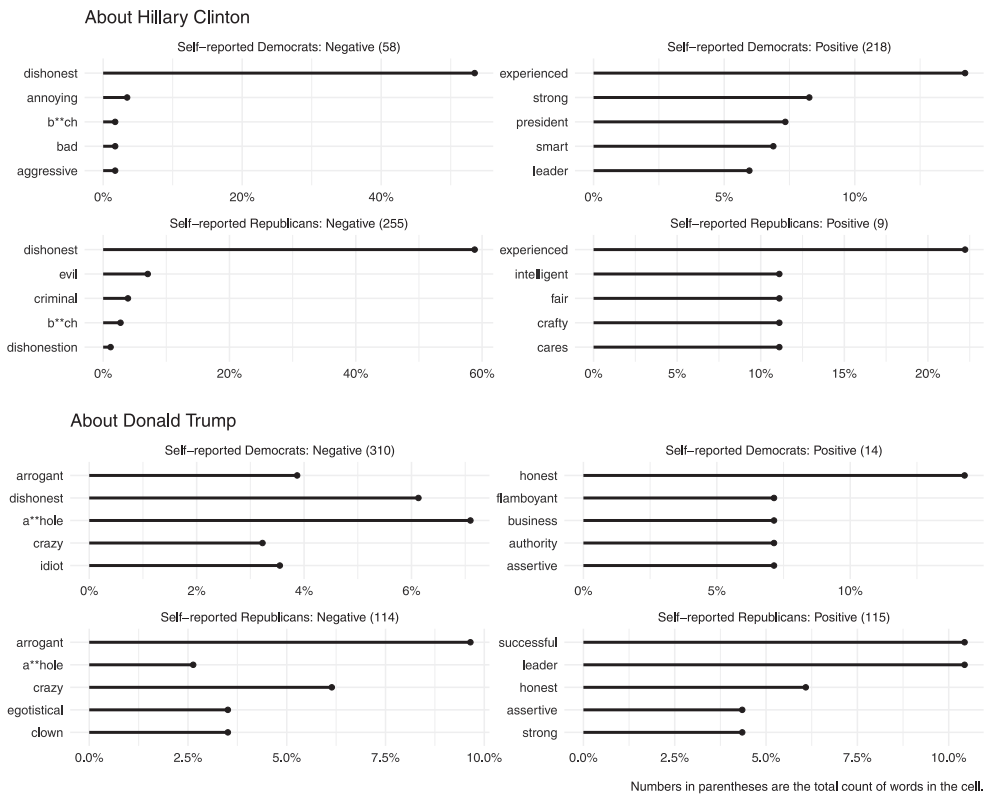 About Hillary Clinton
Self-reported Democrats: Negative (58)
dishonest
annoying
b**ch
bad
aggressive
0% 20% 40%
Self-reported Democrats: Positive (218)
experienced
strong
president
smart
leader
0% 5% 10%
Self-reported Republicans: Negative (255)
dishonest
evil
criminal
b**ch
dishonestion
0% 20% 40% 60%
Self-reported Republicans: Positive (9)
experienced
intelligent
fair
crafty
cares
0% 5% 10% 15% 20%
About Donald Trump
Self-reported Democrats: Negative (310)
arrogant
dishonest
a**hole
crazy
idiot
0% 2% 4% 6%
Self-reported Democrats: Positive (14)
honest
flamboyant
business
authority
assertive
0% 5% 10%
Self-reported Republicans: Negative (114)
arrogant
a**hole
crazy
egotistical
clown
0.0% 2.5% 5.0% 7.5% 10.0%
Self-reported Republicans: Positive (115)
successful
leader
honest
assertive
strong
0.0% 2.5% 5.0% 7.5% 10.0%
Numbers in parentheses are the total count of words in the cell.